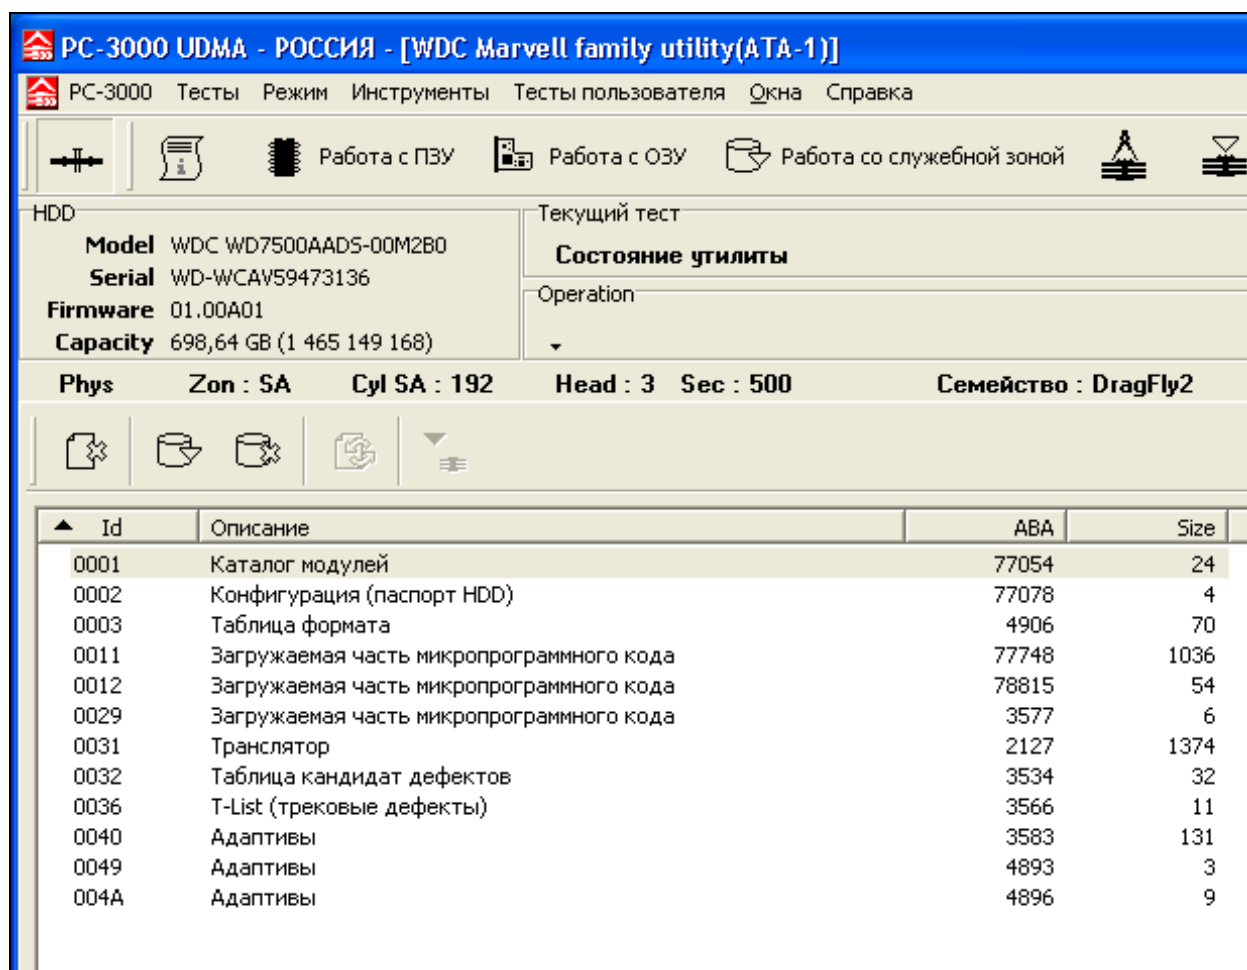 PC-3000 UDMA - РОССИЯ - [WDC Marvell family utility(ATA-1)]
PC-3000 Тесты Режим Инструменты Тесты пользователя Окна Справка
Работа с ПЗУ Работа с ОЗУ Работа со служебной зоной
HDD Текущий тест
Model WDC WD7500AADS-00M2B0
Состояние утилиты
Serial WD-WCAV59473136
Operation
Firmware 01.00A01
Capacity 698,64 GB (1 465 149 168)
Phys Zon : SA Cyl SA : 192 Head : 3 Sec : 500 Семейство : DragFly2
Id Описание ABA Size
0001 Каталог модулей 77054 24
0002 Конфигурация (паспорт HDD) 77078 4
0003 Таблица формата 4906 70
0011 Загружаемая часть микропрограммного кода 77748 1036
0012 Загружаемая часть микропрограммного кода 78815 54
0029 Загружаемая часть микропрограммного кода 3577 6
0031 Транслятор 2127 1374
0032 Таблица кандидат дефектов 3534 32
0036 T-List (трековые дефекты) 3566 11
0040 Адаптивы 3583 131
0049 Адаптивы 4893 3
004A Адаптивы 4896 9